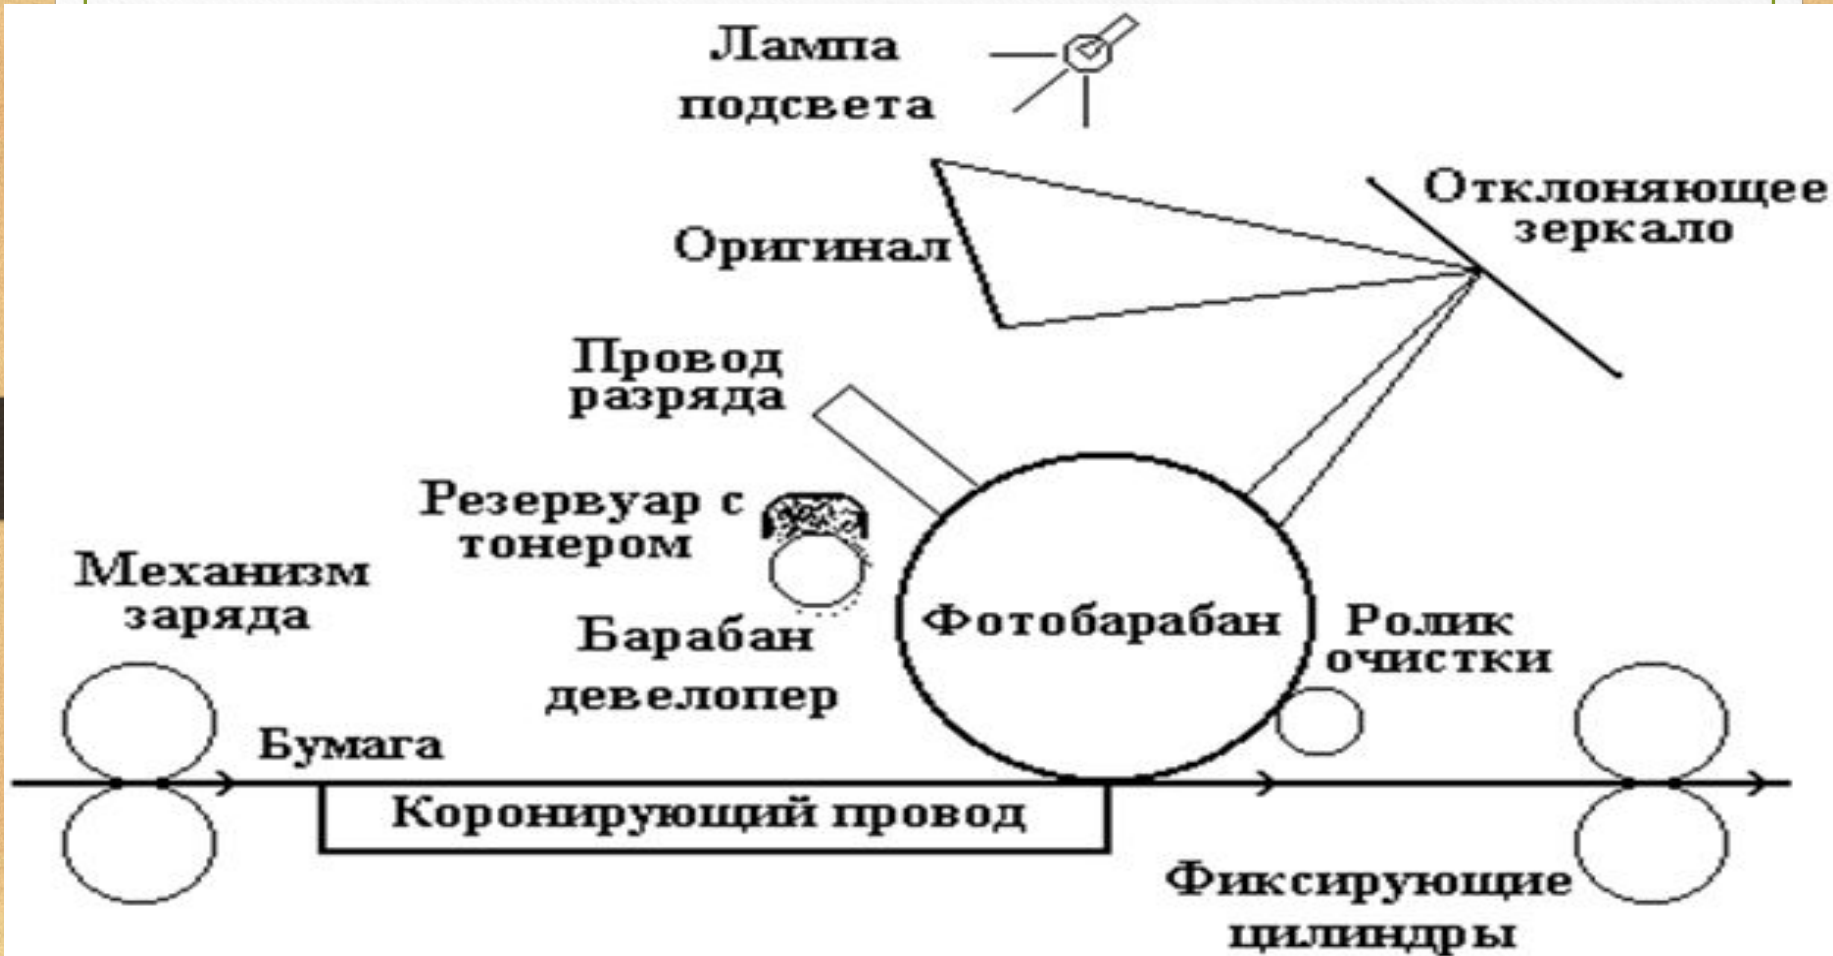 Лампа
подсвета
Отклоняющее
зеркало
Оригинал
Провод
разряда
Резервуар с
тонером
Механизм
заряда
Барабан
девелопер
Фотобарабан
Ролик
очистки
Бумага
Коронирующий провод
Фиксирующие
цилиндры